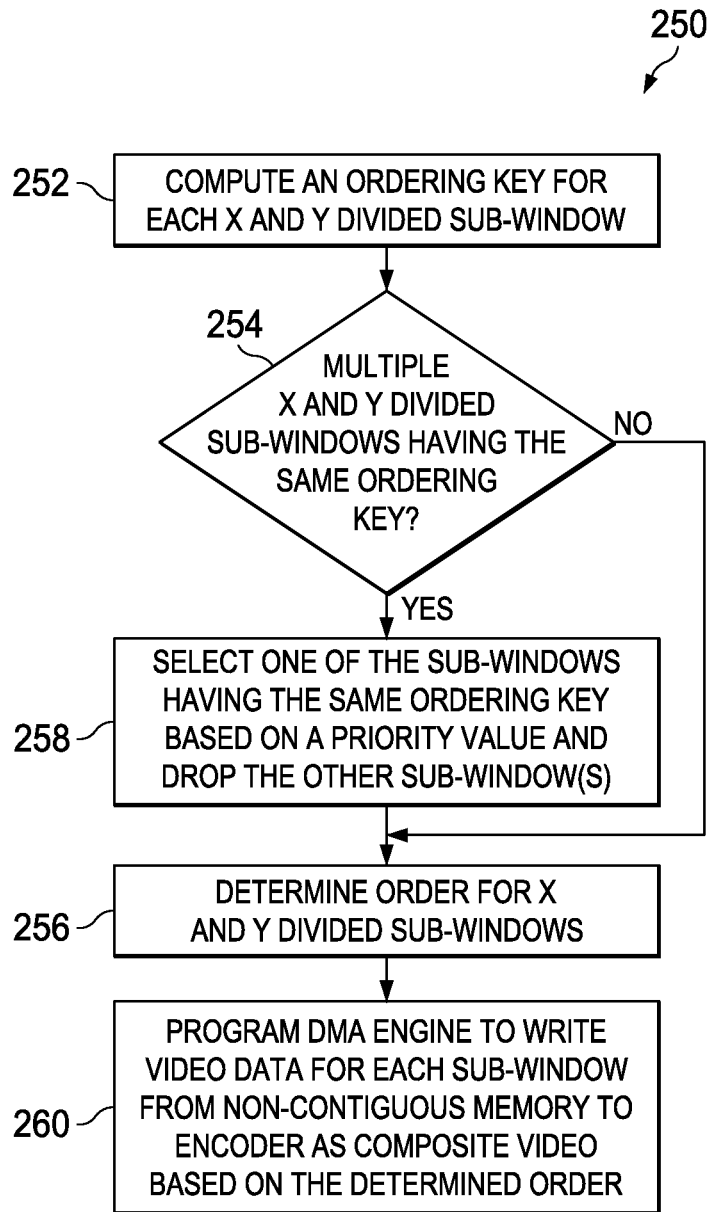 250
252
COMPUTE AN ORDERING KEY FOR
EACH X AND Y DIVIDED SUB-WINDOW
254
MULTIPLE
X AND Y DIVIDED
SUB-WINDOWS HAVING THE
SAME ORDERING
KEY?
NO
YES
258
SELECT ONE OF THE SUB-WINDOWS
HAVING THE SAME ORDERING KEY
BASED ON A PRIORITY VALUE AND
DROP THE OTHER SUB-WINDOW(S)
256
DETERMINE ORDER FOR X
AND Y DIVIDED SUB-WINDOWS
260
PROGRAM DMA ENGINE TO WRITE
VIDEO DATA FOR EACH SUB-WINDOW
FROM NON-CONTIGUOUS MEMORY TO
ENCODER AS COMPOSITE VIDEO
BASED ON THE DETERMINED ORDER